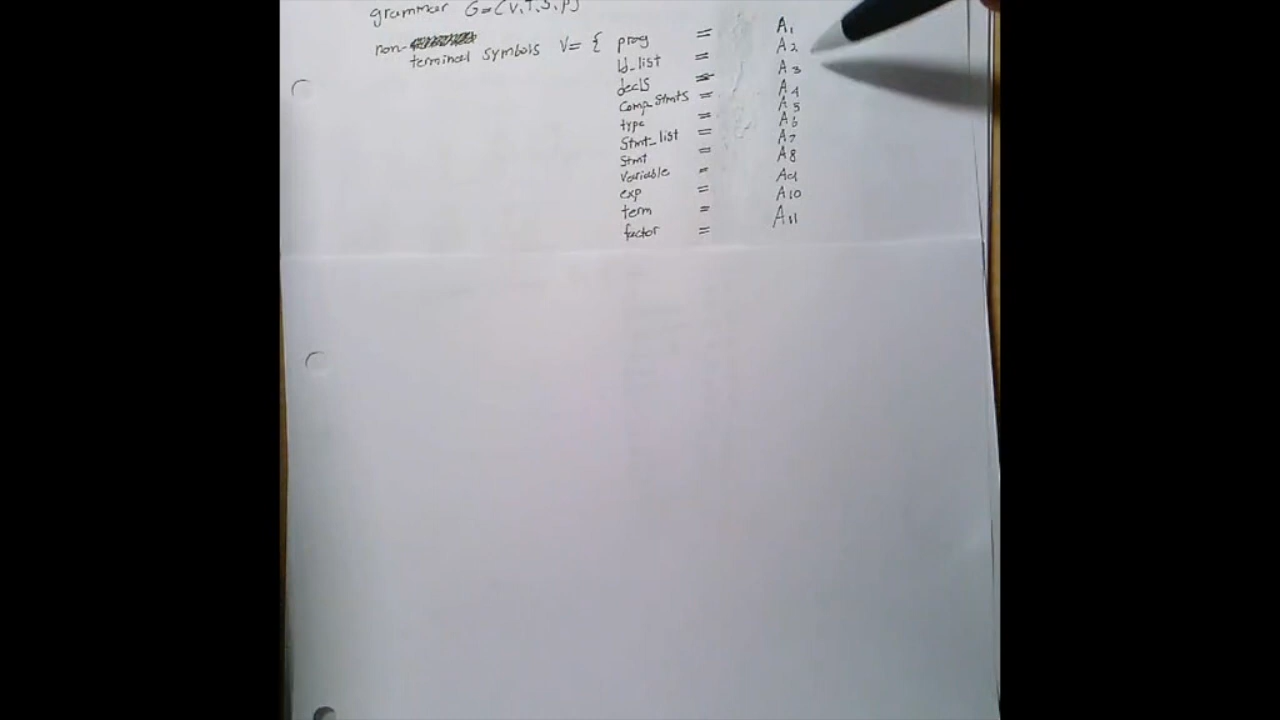 grammar G=(V,T,S,P)
non-terminal symbols V= { prog = A1
Id_list = A2
decls = A3
Comp_Stmts = A4
type = A5
Stmt_list = A6
Stmt = A7
Variable = A8
exp = A9
term = A10
factor = A11